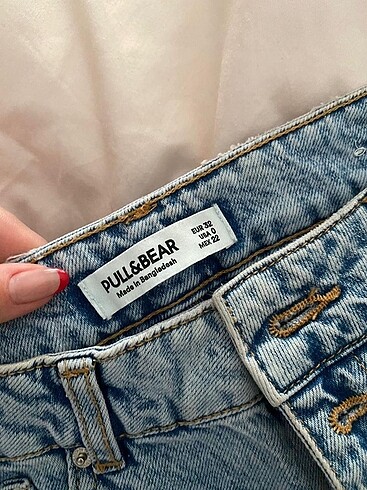 PULL&BEAR
Made in Bangladesh
EUR 32
USA 0
MEX 22